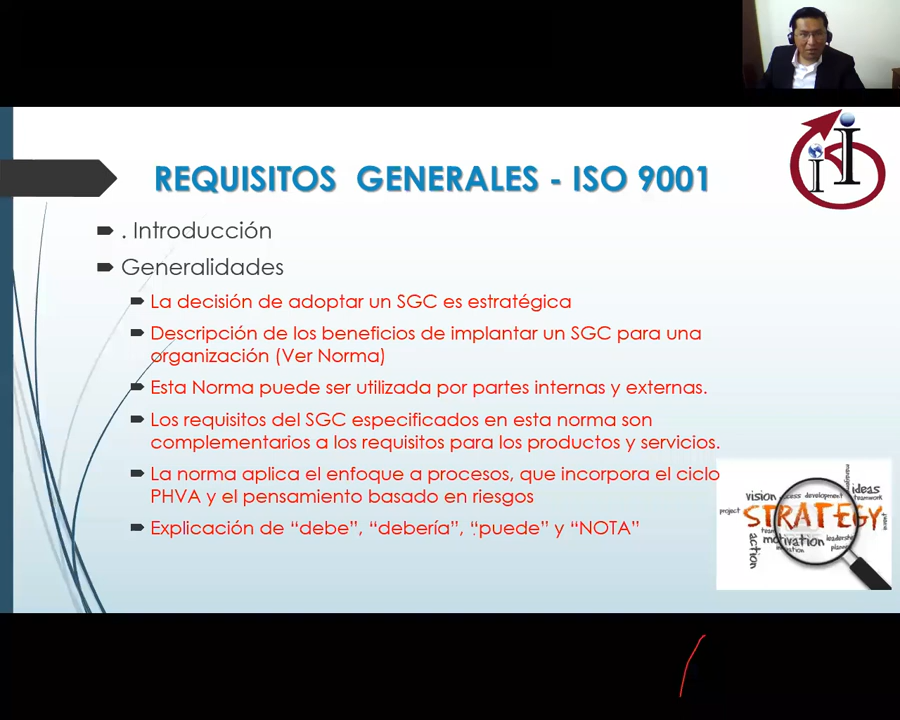 REQUISITOS GENERALES - ISO 9001
. Introducción
Generalidades
La decisión de adoptar un SGC es estratégica
Descripción de los beneficios de implantar un SGC para una
organización (Ver Norma)
Esta Norma puede ser utilizada por partes internas y externas.
Los requisitos del SGC especificados en esta norma son
complementarios a los requisitos para los productos y servicios.
La norma aplica el enfoque a procesos, que incorpora el ciclo
PHVA y el pensamiento basado en riesgos
Explicación de “debe”, “debería”, “puede” y “NOTA”
vision
development
ideas
teamwork
project
STRATEGY
motivation
leadership
action